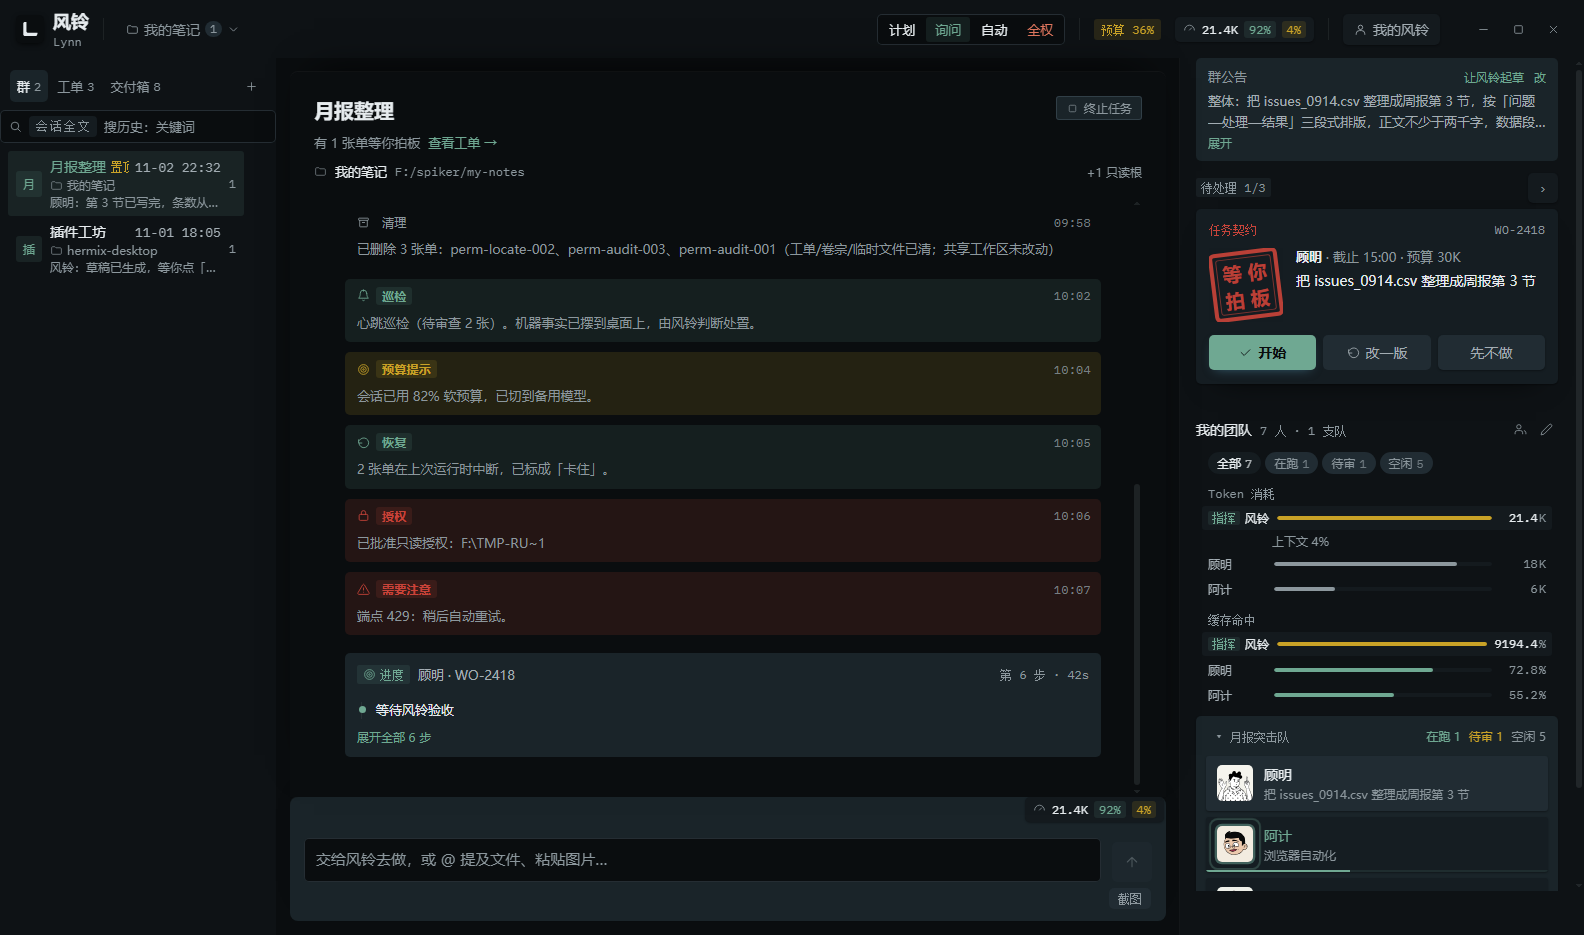 风铃
Lynn
我的笔记 1
计划 询问 自动 全权
预算 36%
21.4K 92% 4%
我的风铃
群 2 工单 3 交付箱 8
会话全文 搜历史：关键词
月 月报整理 11-02 22:32
我的笔记 1
顾明：第 3 节已写完，条数从...
插 插件工坊 11-01 18:05
hermix-desktop 1
风铃：草稿已生成，等你点「...
月报整理
终止任务
有 1 张单等你拍板 查看工单 →
我的笔记 F:/spiker/my-notes
+1 只读根
清理 09:58
已删除 3 张单：perm-locate-002、perm-audit-003、perm-audit-001（工单/卷宗/临时文件已清；共享工作区未改动）
巡检 10:02
心跳巡检（待审查 2 张）。机器事实已摆到桌面上，由风铃判断处置。
预算提示 10:04
会话已用 82% 软预算，已切到备用模型。
恢复 10:05
2 张单在上次运行时中断，已标成「卡住」。
授权 10:06
已批准只读授权：F:\TMP-RU~1
需要注意 10:07
端点 429：稍后自动重试。
进度 顾明 · WO-2418 第 6 步 · 42s
等待风铃验收
展开全部 6 步
21.4K 92% 4%
交给风铃去做，或 @ 提及文件、粘贴图片...
截图
群公告 让风铃起草 改
整体：把 issues_0914.csv 整理成周报第 3 节，按「问题
—处理—结果」三段式排版，正文不少于两千字，数据段...
展开
待处理 1/3
任务契约 WO-2418
等你
拍板
顾明 · 截止 15:00 · 预算 30K
把 issues_0914.csv 整理成周报第 3 节
开始 改一版 先不做
我的团队 7 人 · 1 支队
全部 7 在跑 1 待审 1 空闲 5
Token 消耗
指挥 风铃 21.4K
上下文 4%
顾明 18K
阿计 6K
缓存命中
指挥 风铃 9194.4%
顾明 72.8%
阿计 55.2%
月报突击队 在跑 1 待审 1 空闲 5
顾明
把 issues_0914.csv 整理成周报第 3 节
阿计
浏览器自动化